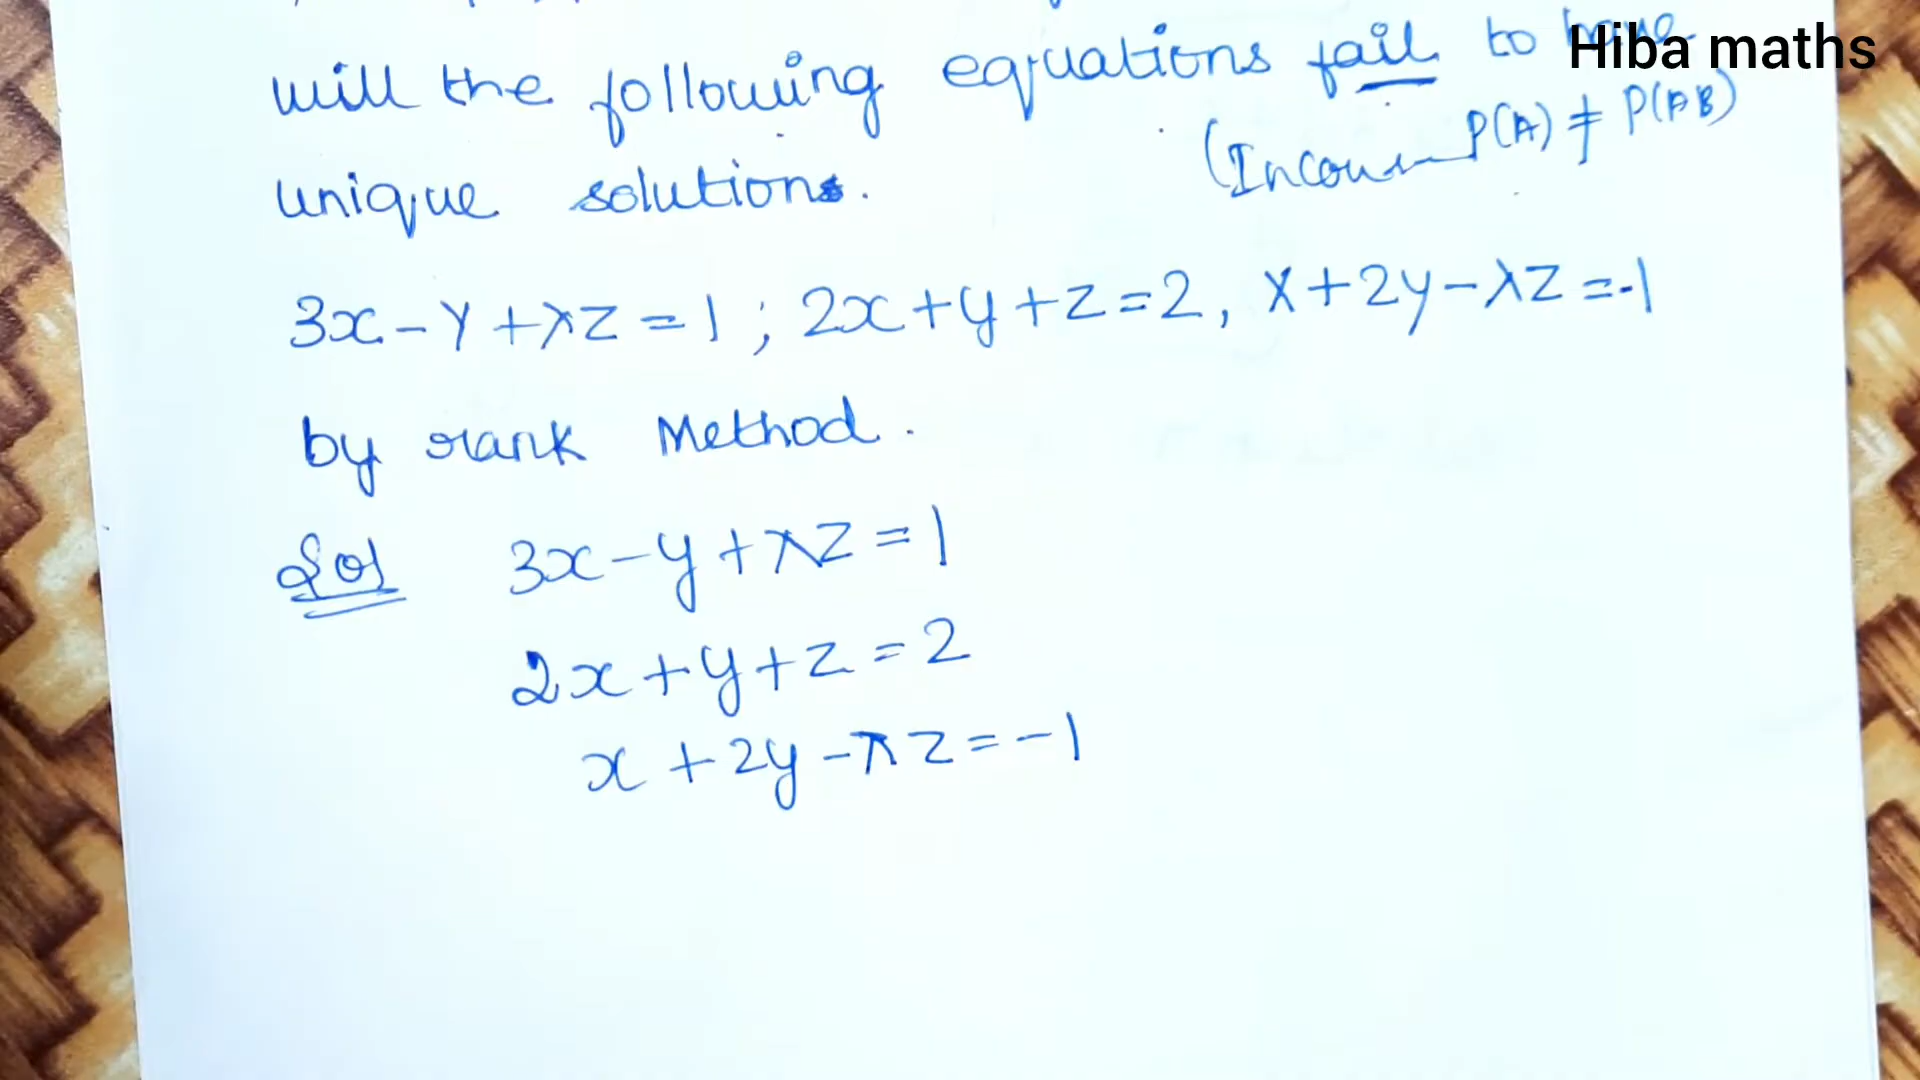 Hiba maths
will the following equations fail to have
unique solutions.
P(A) ≠ P(AB)
3x - y + λz = 1 ; 2x + y + z = 2, x + 2y - λz = -1
by rank Method.
Sol 3x - y + λz = 1
2x + y + z = 2
x + 2y - λz = -1